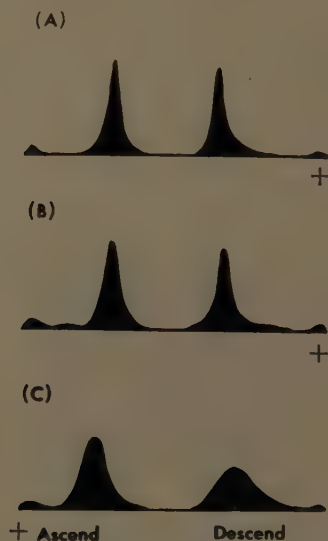 (A)
+
(B)
+
(C)
+ Ascend Descend